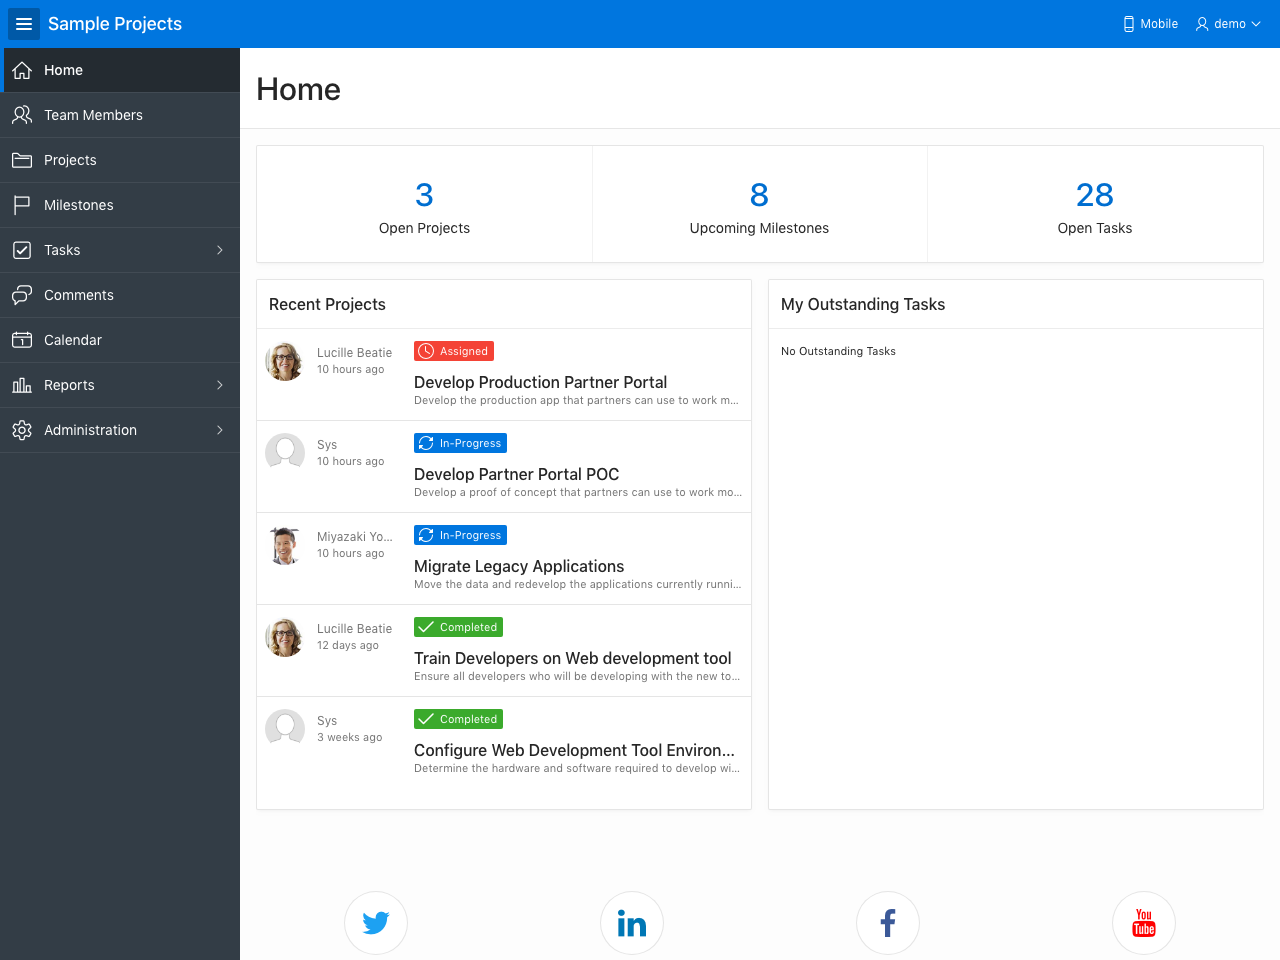 Sample Projects
Mobile
demo
Home
Team Members
Projects
Milestones
Tasks
Comments
Calendar
Reports
Administration
Home
3
Open Projects
8
Upcoming Milestones
28
Open Tasks
Recent Projects
Lucille Beatie
10 hours ago
Assigned
Develop Production Partner Portal
Develop the production app that partners can use to work m...
Sys
10 hours ago
In-Progress
Develop Partner Portal POC
Develop a proof of concept that partners can use to work mo...
Miyazaki Yo...
10 hours ago
In-Progress
Migrate Legacy Applications
Move the data and redevelop the applications currently runni...
Lucille Beatie
12 days ago
Completed
Train Developers on Web development tool
Ensure all developers who will be developing with the new to...
Sys
3 weeks ago
Completed
Configure Web Development Tool Environ...
Determine the hardware and software required to develop wi...
My Outstanding Tasks
No Outstanding Tasks
in
f
You
Tube